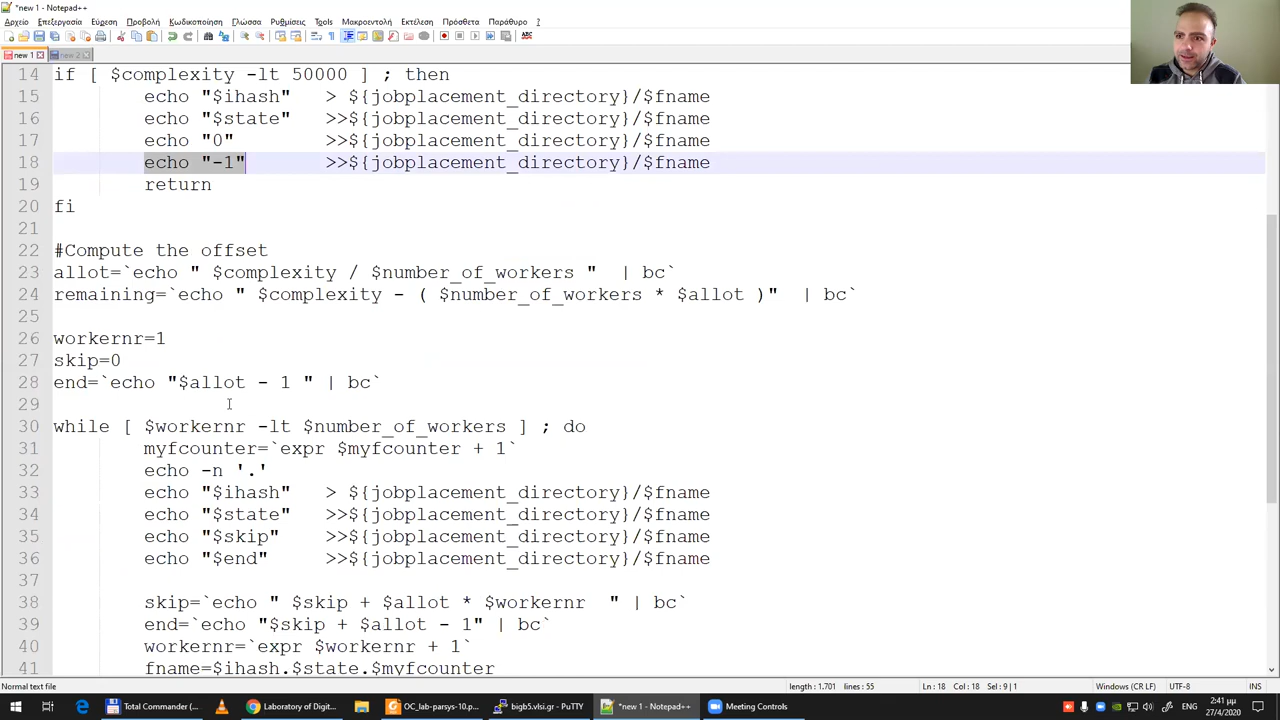 *new 1 - Notepad++
Αρχείο Επεξεργασία Εύρεση Προβολή Κωδικοποίηση Γλώσσα Ρυθμίσεις Tools Μακροεντολή Εκτέλεση Πρόσθετα Παράθυρο ?
new 1 new 2
14 if [ $complexity -lt 50000 ] ; then
15 echo "$ihash" > ${jobplacement_directory}/$fname
16 echo "$state" >>${jobplacement_directory}/$fname
17 echo "0" >>${jobplacement_directory}/$fname
18 echo "-1" >>${jobplacement_directory}/$fname
19 return
20 fi
21
22 #Compute the offset
23 allot=`echo " $complexity / $number_of_workers " | bc`
24 remaining=`echo " $complexity - ( $number_of_workers * $allot )" | bc`
25
26 workernr=1
27 skip=0
28 end=`echo "$allot - 1 " | bc`
29
30 while [ $workernr -lt $number_of_workers ] ; do
31 myfcounter=`expr $myfcounter + 1`
32 echo -n '.'
33 echo "$ihash" > ${jobplacement_directory}/$fname
34 echo "$state" >>${jobplacement_directory}/$fname
35 echo "$skip" >>${jobplacement_directory}/$fname
36 echo "$end" >>${jobplacement_directory}/$fname
37
38 skip=`echo " $skip + $allot * $workernr " | bc`
39 end=`echo "$skip + $allot - 1" | bc`
40 workernr=`expr $workernr + 1`
41 fname=$ihash.$state.$myfcounter
Normal text file length : 1.701 lines : 55 Ln : 18 Col : 18 Sel : 9 | 1 Windows (CR LF) UTF-8 INS
Total Commander (... Laboratory of Digit... OC_lab-parsys-10.p... bigb5.vlsi.gr - PuTTY *new 1 - Notepad++ Meeting Controls 2:41 μμ
27/4/2020